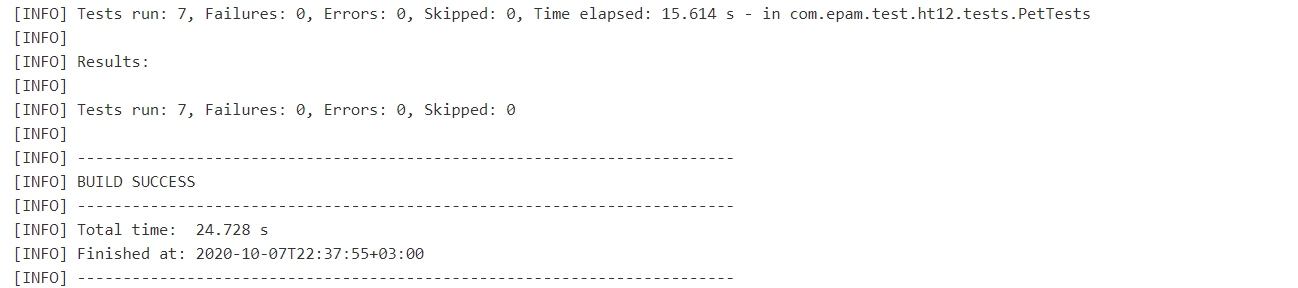 [INFO] Tests run: 7, Failures: 0, Errors: 0, Skipped: 0, Time elapsed: 15.614 s - in com.epam.test.ht12.tests.PetTests
[INFO]
[INFO] Results:
[INFO]
[INFO] Tests run: 7, Failures: 0, Errors: 0, Skipped: 0
[INFO]
[INFO] ------------------------------------------------------------------------
[INFO] BUILD SUCCESS
[INFO] ------------------------------------------------------------------------
[INFO] Total time:  24.728 s
[INFO] Finished at: 2020-10-07T22:37:55+03:00
[INFO] ------------------------------------------------------------------------